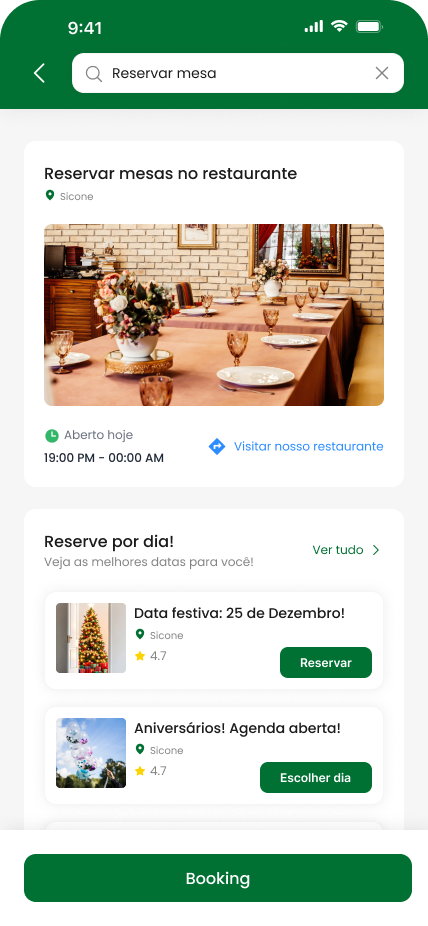 9:41
Reservar mesa
Reservar mesas no restaurante
Sicone
Aberto hoje
19:00 PM - 00:00 AM
Visitar nosso restaurante
Reserve por dia!
Veja as melhores datas para você!
Ver tudo
Data festiva: 25 de Dezembro!
Sicone
4.7
Reservar
Aniversários! Agenda aberta!
Sicone
4.7
Escolher dia
Booking